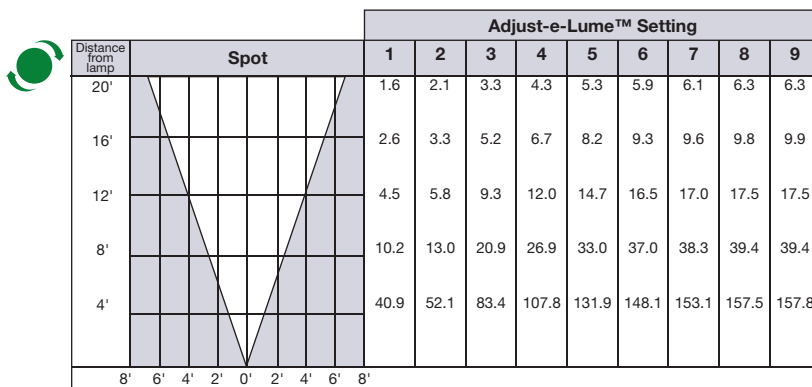 Adjust-e-Lume™ Setting
Distance
from
lamp
Spot 1 2 3 4 5 6 7 8 9
20' 1.6 2.1 3.3 4.3 5.3 5.9 6.1 6.3 6.3
16' 2.6 3.3 5.2 6.7 8.2 9.3 9.6 9.8 9.9
12' 4.5 5.8 9.3 12.0 14.7 16.5 17.0 17.5 17.5
8' 10.2 13.0 20.9 26.9 33.0 37.0 38.3 39.4 39.4
4' 40.9 52.1 83.4 107.8 131.9 148.1 153.1 157.5 157.8
8' 6' 4' 2' 0' 2' 4' 6' 8'